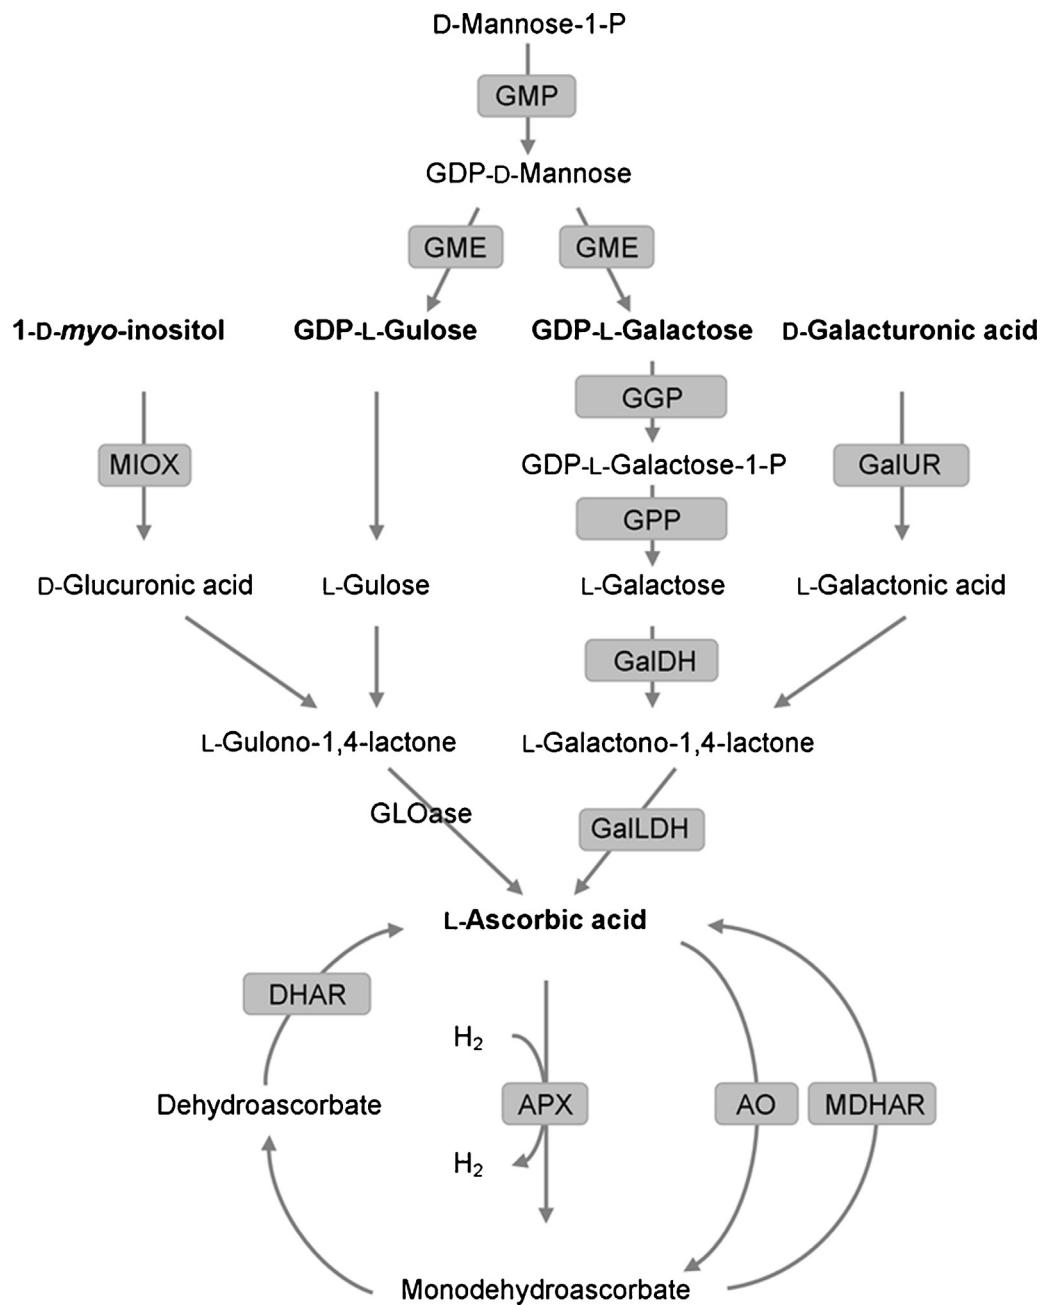 D-Mannose-1-P
GMP
GDP-D-Mannose
GME GME
1-D-myo-inositol GDP-L-Gulose GDP-L-Galactose D-Galacturonic acid
GGP
MIOX GDP-L-Galactose-1-P GalUR
GPP
D-Glucuronic acid L-Gulose L-Galactose L-Galactonic acid
GalDH
L-Gulono-1,4-lactone L-Galactono-1,4-lactone
GLOase GalLDH
L-Ascorbic acid
DHAR
H₂
Dehydroascorbate APX AO MDHAR
H₂
Monodehydroascorbate